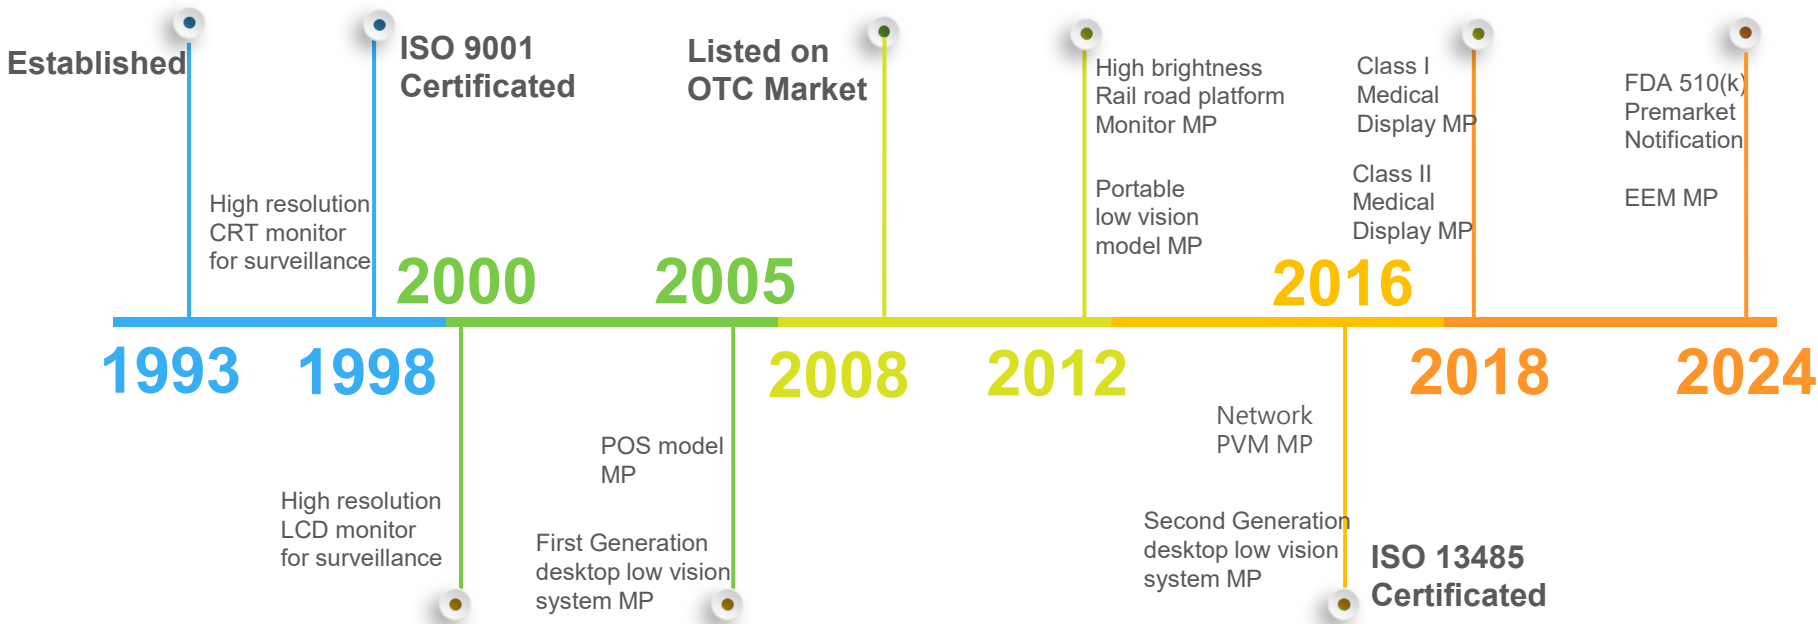 Established
1993
High resolution
CRT monitor
for surveillance
ISO 9001
Certificated
1998
2000
High resolution
LCD monitor
for surveillance
2005
POS model
MP
First Generation
desktop low vision
system MP
Listed on
OTC Market
2008
High brightness
Rail road platform
Monitor MP
Portable
low vision
model MP
2012
2016
Network
PVM MP
Second Generation
desktop low vision
system MP
ISO 13485
Certificated
Class I
Medical
Display MP
Class II
Medical
Display MP
2018
FDA 510(k)
Premarket
Notification
EEM MP
2024